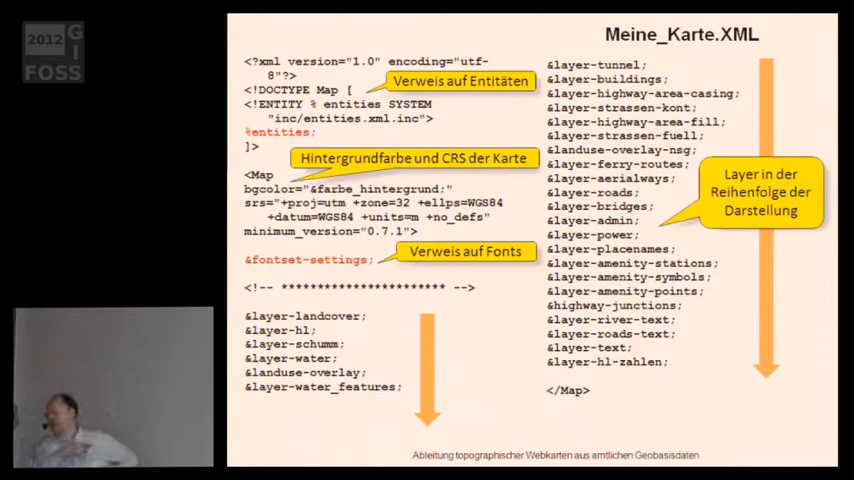 2012
GI
FOSS
Meine_Karte.XML
<?xml version="1.0" encoding="utf-
8"?>
<!DOCTYPE Map [
<!ENTITY % entities SYSTEM
"inc/entities.xml.inc">
%entities;
]>
Verweis auf Entitäten
Hintergrundfarbe und CRS der Karte
<Map
bgcolor="&farbe_hintergrund;"
srs="+proj=utm +zone=32 +ellps=WGS84
+datum=WGS84 +units=m +no_defs"
minimum_version="0.7.1">
Verweis auf Fonts
&fontset-settings;
<!-- *********************** -->
&layer-landcover;
&layer-hl;
&layer-schumm;
&layer-water;
&landuse-overlay;
&layer-water_features;
&layer-tunnel;
&layer-buildings;
&layer-highway-area-casing;
&layer-strassen-kont;
&layer-highway-area-fill;
&layer-strassen-fuell;
&landuse-overlay-nsg;
&layer-ferry-routes;
&layer-aerialways;
&layer-roads;
&layer-bridges;
&layer-admin;
&layer-power;
&layer-placenames;
&layer-amenity-stations;
&layer-amenity-symbols;
&layer-amenity-points;
&highway-junctions;
&layer-river-text;
&layer-roads-text;
&layer-text;
&layer-hl-zahlen;
</Map>
Layer in der
Reihenfolge der
Darstellung
Ableitung topographischer Webkarten aus amtlichen Geobasisdaten